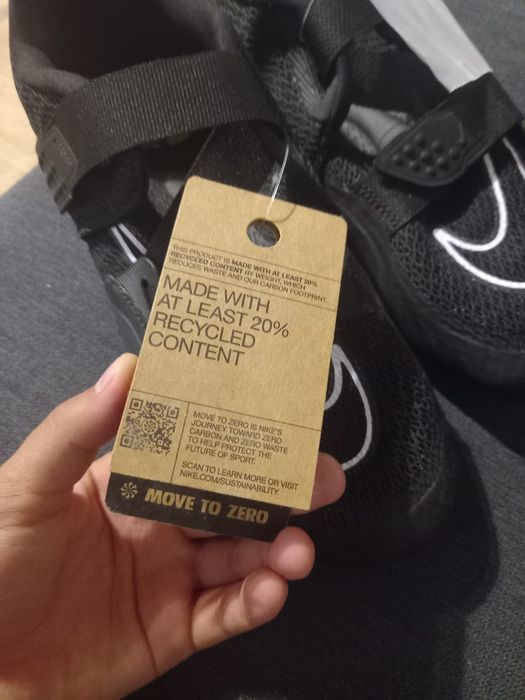 THIS PRODUCT IS MADE WITH AT LEAST 20%
RECYCLED CONTENT BY WEIGHT, WHICH
REDUCES WASTE AND OUR CARBON FOOTPRINT.
MADE WITH
AT LEAST 20%
RECYCLED
CONTENT
MOVE TO ZERO IS NIKE'S
JOURNEY TOWARD ZERO
CARBON AND ZERO WASTE
TO HELP PROTECT THE
FUTURE OF SPORT.
SCAN TO LEARN MORE OR VISIT
NIKE.COM/SUSTAINABILITY.
MOVE TO ZERO